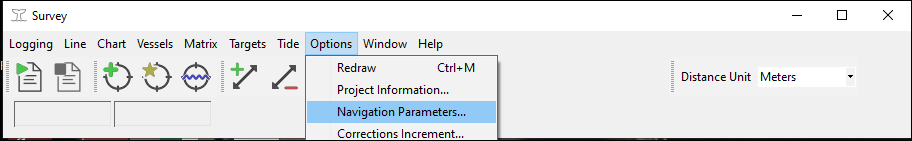 Survey
Logging Line Chart Vessels Matrix Targets Tide Options Window Help
Redraw Ctrl+M
Project Information...
Distance Unit Meters
Navigation Parameters...
Corrections Increment...